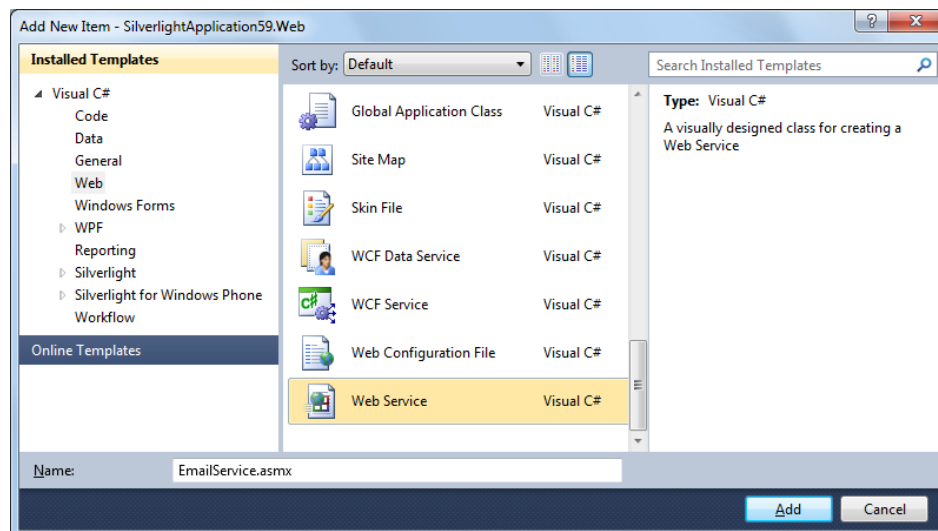 Add New Item - SilverlightApplication59.Web
Installed Templates
Sort by: Default
Search Installed Templates
Visual C#
Code
Data
General
Web
Windows Forms
WPF
Reporting
Silverlight
Silverlight for Windows Phone
Workflow
Online Templates
Global Application Class Visual C#
Site Map Visual C#
Skin File Visual C#
WCF Data Service Visual C#
C# WCF Service Visual C#
Web Configuration File Visual C#
Web Service Visual C#
Type: Visual C#
A visually designed class for creating a
Web Service
Name: EmailService.asmx
Add Cancel